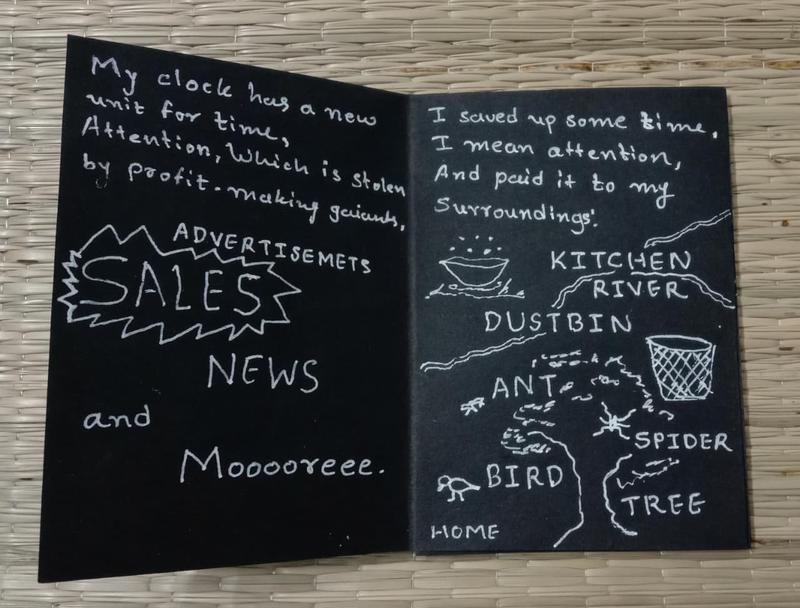 My clock has a new
unit for time,
Attention, Which is stolen
by profit-making gaiants,
ADVERTISEMETS
SALES
NEWS
and
Mooooreee.
I saved up some time,
I mean attention,
And paid it to my
Surroundings.
KITCHEN
RIVER
DUSTBIN
ANT
SPIDER
BIRD
TREE
HOME